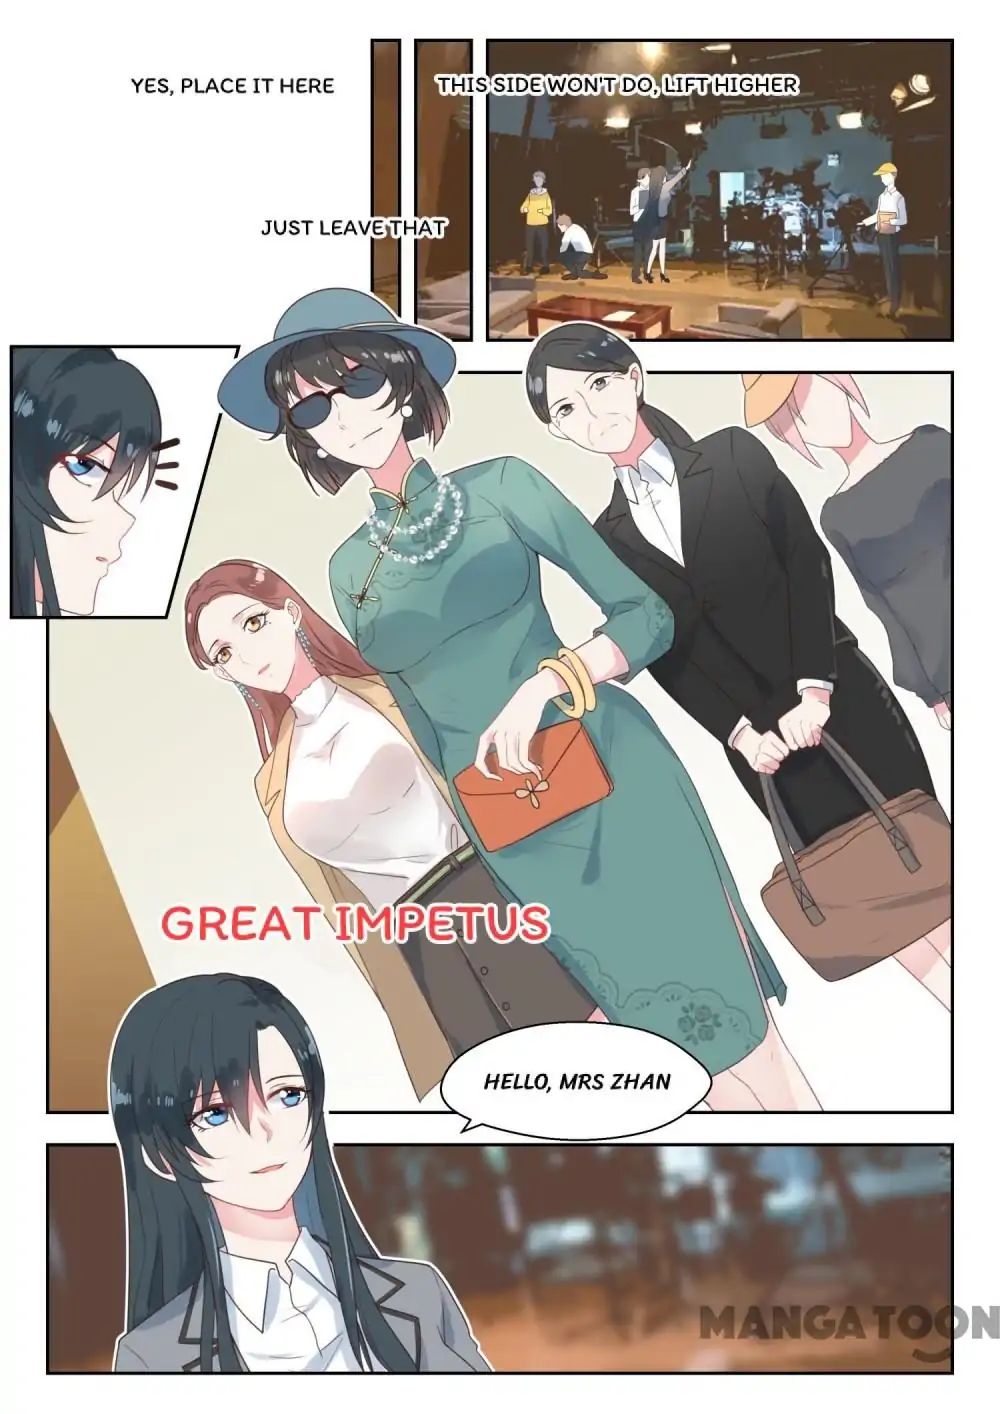 YES, PLACE IT HERE
THIS SIDE WON'T DO, LIFT HIGHER
JUST LEAVE THAT
GREAT IMPETUS
HELLO, MRS ZHAN
MANGATOON